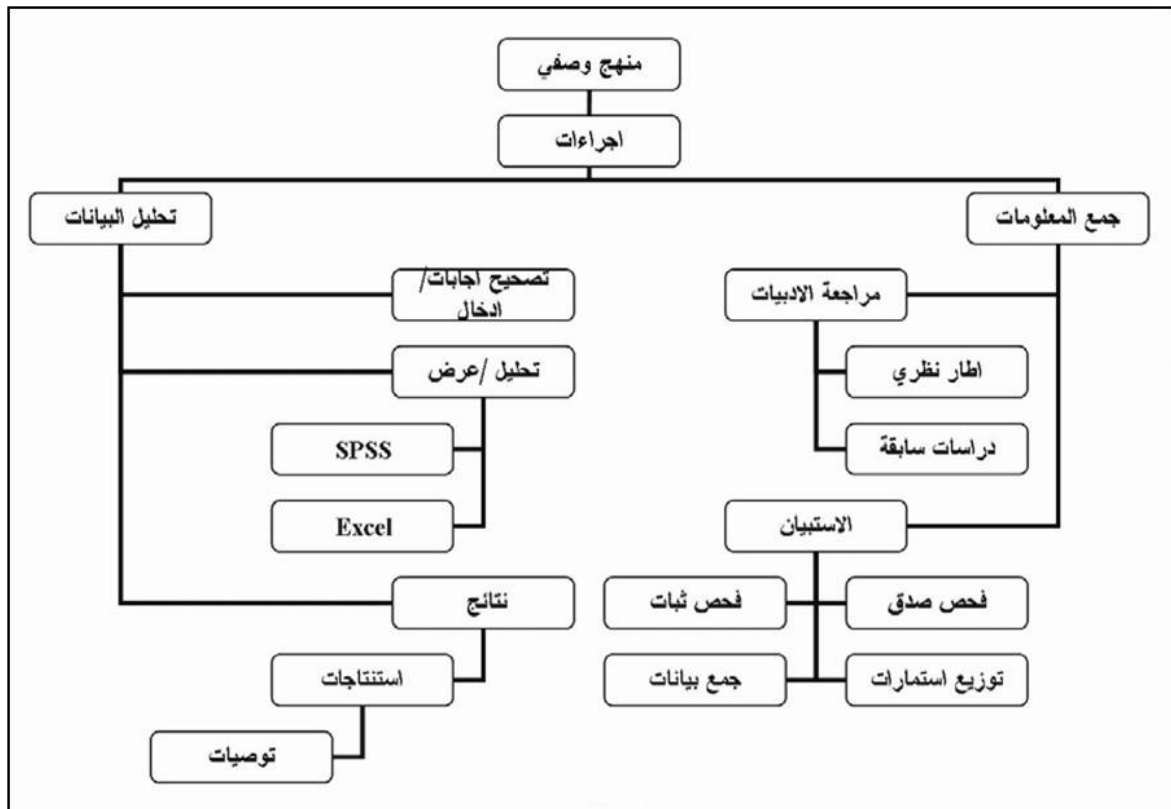 منهج وصفي
اجراءات
جمع المعلومات
تحليل البيانات
مراجعة الادبيات
تصحيح اجابات/
ادخال
اطار نظري
تحليل /عرض
دراسات سابقة
SPSS
الاستبيان
Excel
فحص صدق
فحص ثبات
نتائج
توزيع استمارات
جمع بيانات
استنتاجات
توصيات